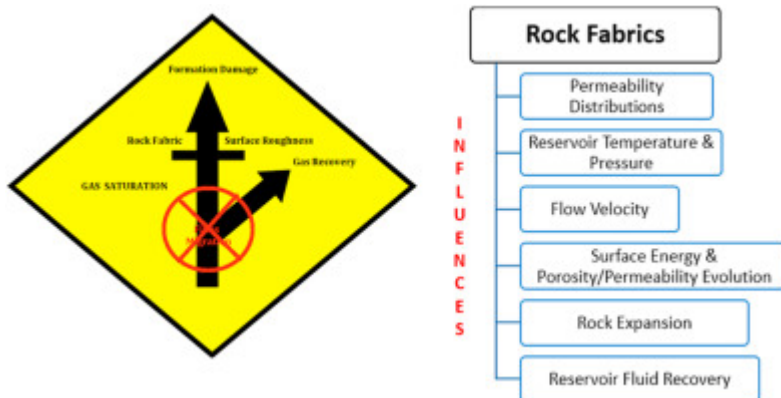 Formation Damage
Rock Fabric
Surface Roughness
Gas Recovery
GAS SATURATION
Migration
Rock Fabrics
INFLUENCES
Permeability
Distributions
Reservoir Temperature &
Pressure
Flow Velocity
Surface Energy &
Porosity/Permeability Evolution
Rock Expansion
Reservoir Fluid Recovery